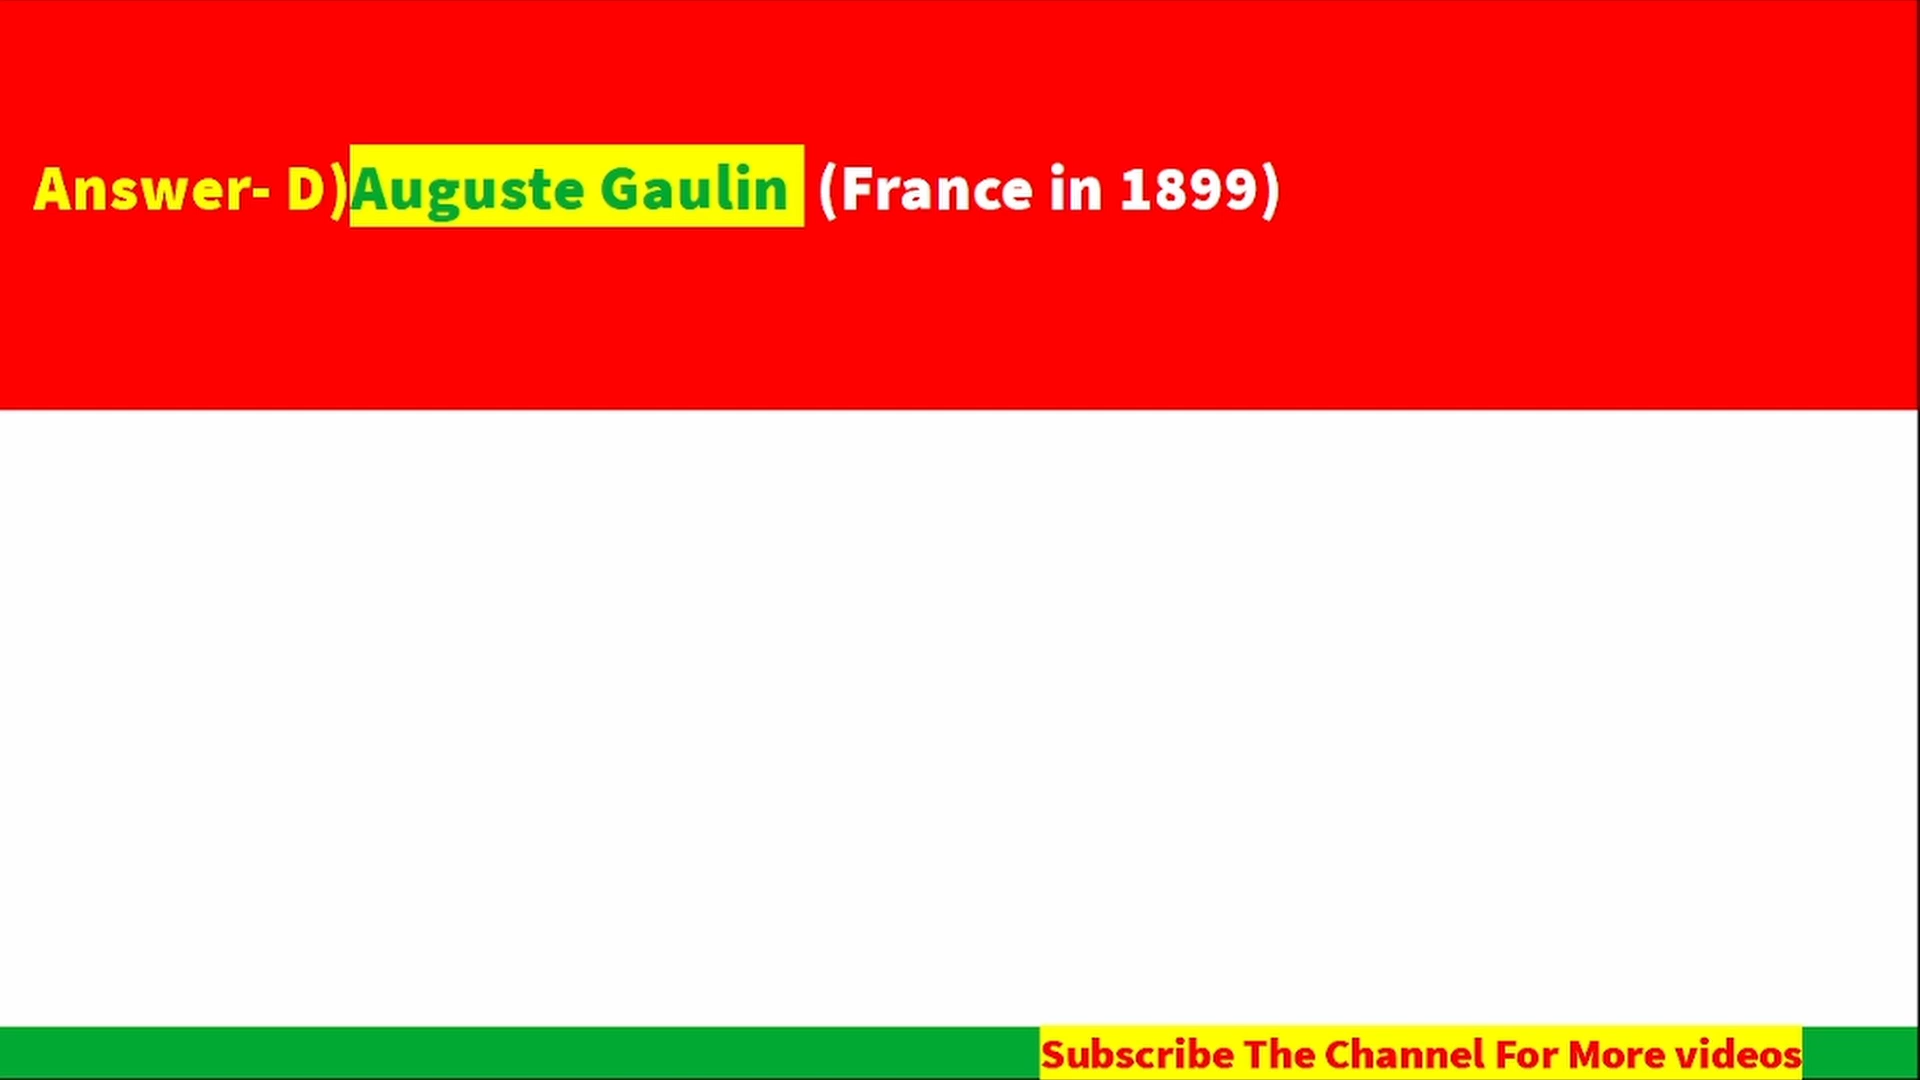 Answer- D)Auguste Gaulin (France in 1899)
Subscribe The Channel For More videos